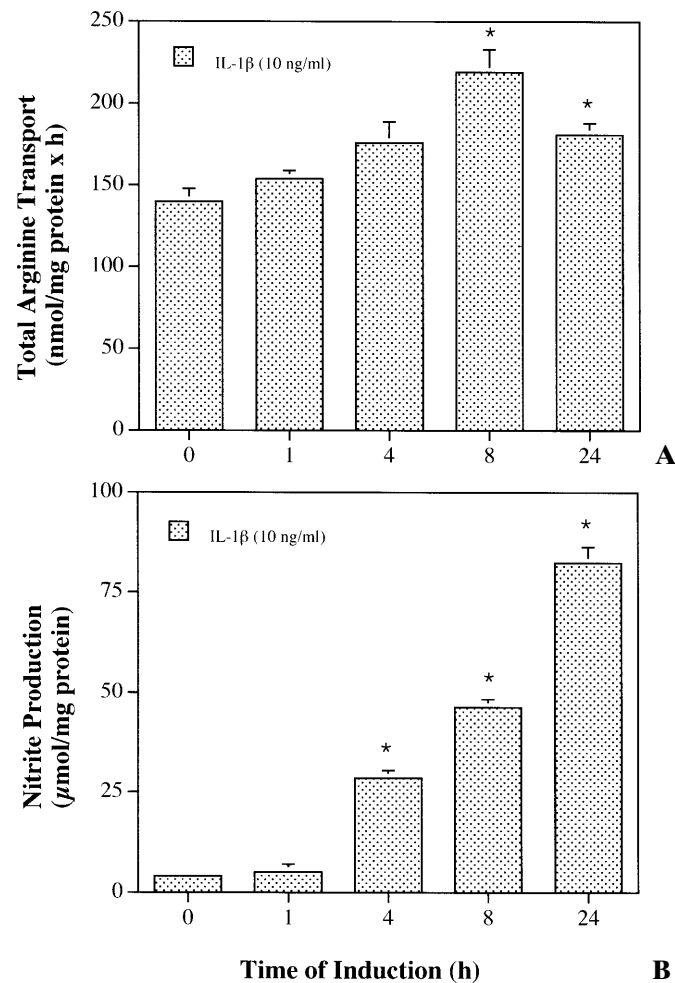 250
200
150
100
50
0
Total Arginine Transport
(nmol/mg protein x h)
IL-1β (10 ng/ml)
*
*
0 1 4 8 24
A
100
75
50
25
0
Nitrite Production
(µmol/mg protein)
IL-1β (10 ng/ml)
*
*
*
0 1 4 8 24
Time of Induction (h)
B